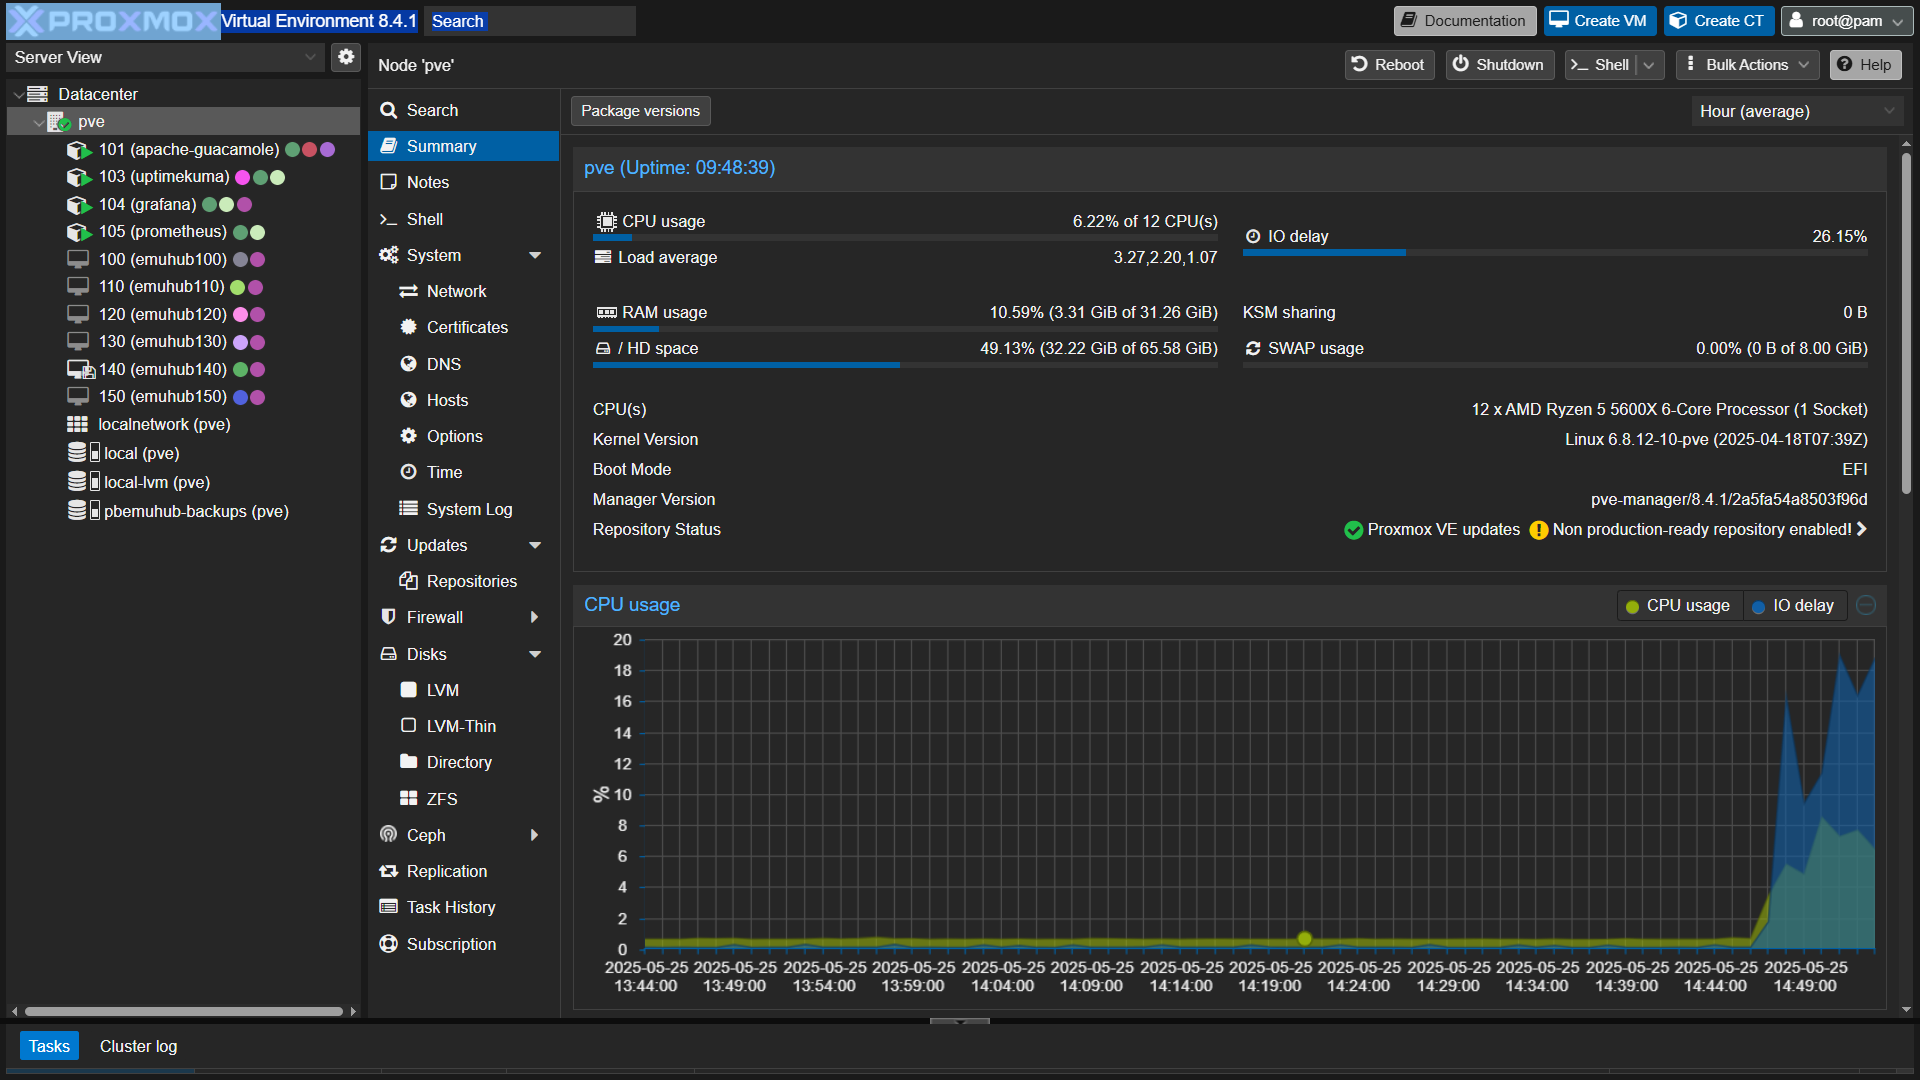 PROXMOX Virtual Environment 8.4.1 Search
Documentation Create VM Create CT root@pam
Server View
Datacenter
pve
101 (apache-guacamole)
103 (uptimekuma)
104 (grafana)
105 (prometheus)
100 (emuhub100)
110 (emuhub110)
120 (emuhub120)
130 (emuhub130)
140 (emuhub140)
150 (emuhub150)
localnetwork (pve)
local (pve)
local-lvm (pve)
pbemuhub-backups (pve)
Node 'pve'
Reboot Shutdown Shell Bulk Actions Help
Search
Summary
Notes
Shell
System
Network
Certificates
DNS
Hosts
Options
Time
System Log
Updates
Repositories
Firewall
Disks
LVM
LVM-Thin
Directory
ZFS
Ceph
Replication
Task History
Subscription
Package versions
Hour (average)
pve (Uptime: 09:48:39)
CPU usage 6.22% of 12 CPU(s)
IO delay 26.15%
Load average 3.27,2.20,1.07
RAM usage 10.59% (3.31 GiB of 31.26 GiB)
KSM sharing 0 B
/ HD space 49.13% (32.22 GiB of 65.58 GiB)
SWAP usage 0.00% (0 B of 8.00 GiB)
CPU(s) 12 x AMD Ryzen 5 5600X 6-Core Processor (1 Socket)
Kernel Version Linux 6.8.12-10-pve (2025-04-18T07:39Z)
Boot Mode EFI
Manager Version pve-manager/8.4.1/2a5fa54a8503f96d
Repository Status Proxmox VE updates Non production-ready repository enabled!
CPU usage
CPU usage IO delay
20
18
16
14
12
% 10
8
6
4
2
0
2025-05-25 2025-05-25 2025-05-25 2025-05-25 2025-05-25 2025-05-25 2025-05-25 2025-05-25 2025-05-25 2025-05-25 2025-05-25 2025-05-25 2025-05-25 2025-05-25
13:44:00 13:49:00 13:54:00 13:59:00 14:04:00 14:09:00 14:14:00 14:19:00 14:24:00 14:29:00 14:34:00 14:39:00 14:44:00 14:49:00
Tasks Cluster log